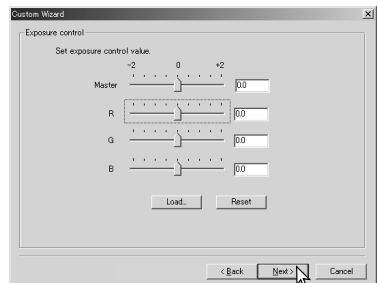 Custom Wizard
Exposure control
Set exposure control value.
-2 0 +2
Master 0.0
R 0.0
G 0.0
B 0.0
Load... Reset
< Back Next > Cancel